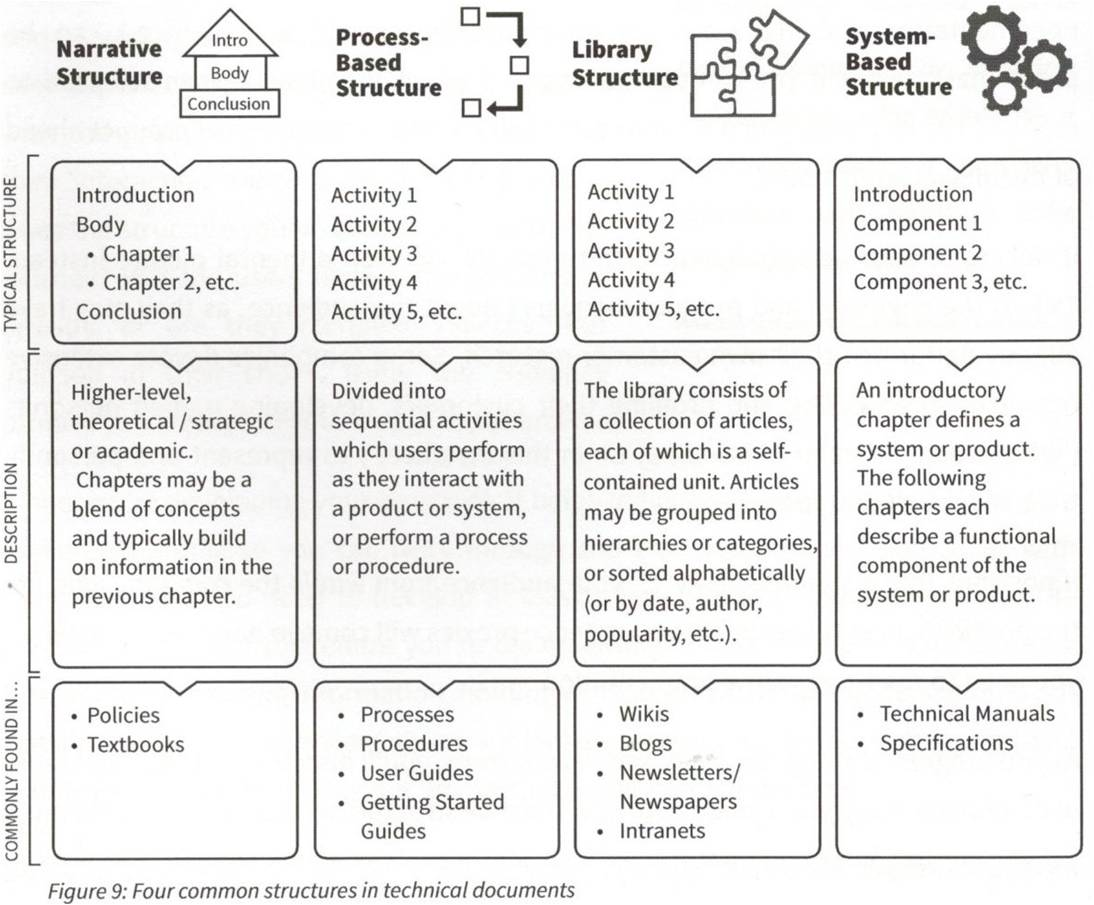 Narrative
Structure
Intro
Body
Conclusion
Process-
Based
Structure
Library
Structure
System-
Based
Structure
TYPICAL STRUCTURE
Introduction
Body
• Chapter 1
• Chapter 2, etc.
Conclusion
Activity 1
Activity 2
Activity 3
Activity 4
Activity 5, etc.
Activity 1
Activity 2
Activity 3
Activity 4
Activity 5, etc.
Introduction
Component 1
Component 2
Component 3, etc.
DESCRIPTION
Higher-level,
theoretical / strategic
or academic.
Chapters may be a
blend of concepts
and typically build
on information in the
previous chapter.
Divided into
sequential activities
which users perform
as they interact with
a product or system,
or perform a process
or procedure.
The library consists of
a collection of articles,
each of which is a self-
contained unit. Articles
may be grouped into
hierarchies or categories,
or sorted alphabetically
(or by date, author,
popularity, etc.).
An introductory
chapter defines a
system or product.
The following
chapters each
describe a functional
component of the
system or product.
COMMONLY FOUND IN...
• Policies
• Textbooks
• Processes
• Procedures
• User Guides
• Getting Started
Guides
• Wikis
• Blogs
• Newsletters/
Newspapers
• Intranets
• Technical Manuals
• Specifications
Figure 9: Four common structures in technical documents